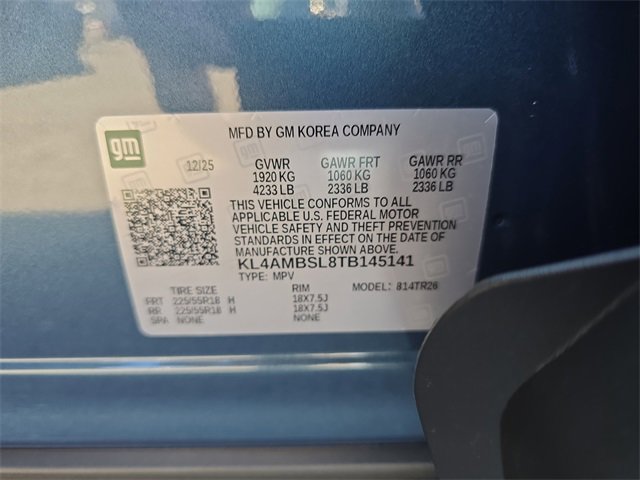 MFD BY GM KOREA COMPANY
gm
12/25 GVWR GAWR FRT GAWR RR
1920 KG 1060 KG 1060 KG
4233 LB 2336 LB 2336 LB
THIS VEHICLE CONFORMS TO ALL
APPLICABLE U.S. FEDERAL MOTOR
VEHICLE SAFETY AND THEFT PREVENTION
STANDARDS IN EFFECT ON THE DATE OF
MANUFACTURE SHOWN ABOVE.
KL4AMBSL8TB145141
TYPE: MPV MODEL: 814TR26
TIRE SIZE RIM
FRT 225/55R18 H 18X7.5J
RR 225/55R18 H 18X7.5J
SPA NONE NONE